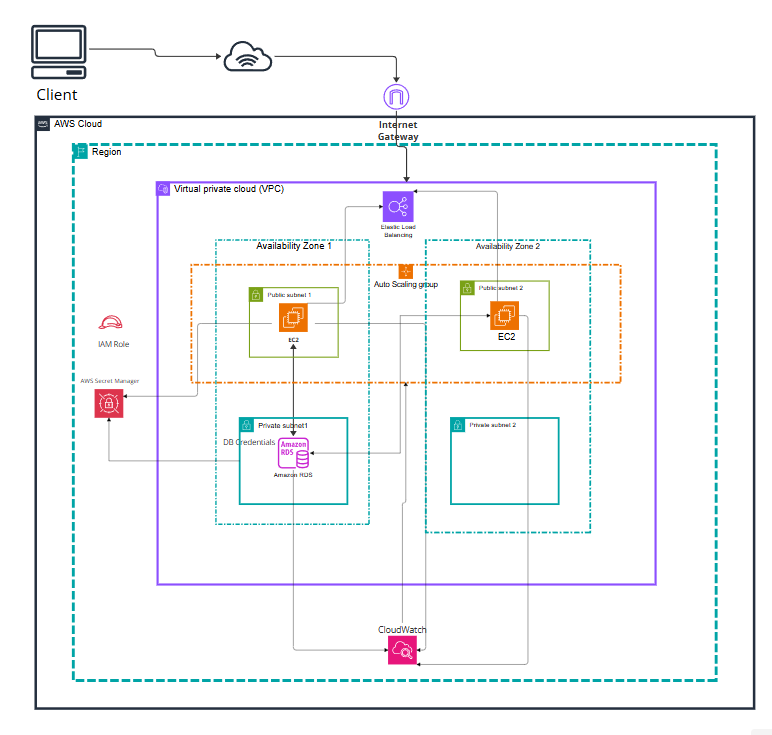 Client
Internet
Gateway
aws
AWS Cloud
Region
Virtual private cloud (VPC)
Elastic Load
Balancing
Availability Zone 1
Availability Zone 2
Auto Scaling group
Public subnet 1
Public subnet 2
EC2
EC2
IAM Role
AWS Secret Manager
Private subnet1
Private subnet 2
DB Credentials
Amazon
RDS
Amazon RDS
CloudWatch